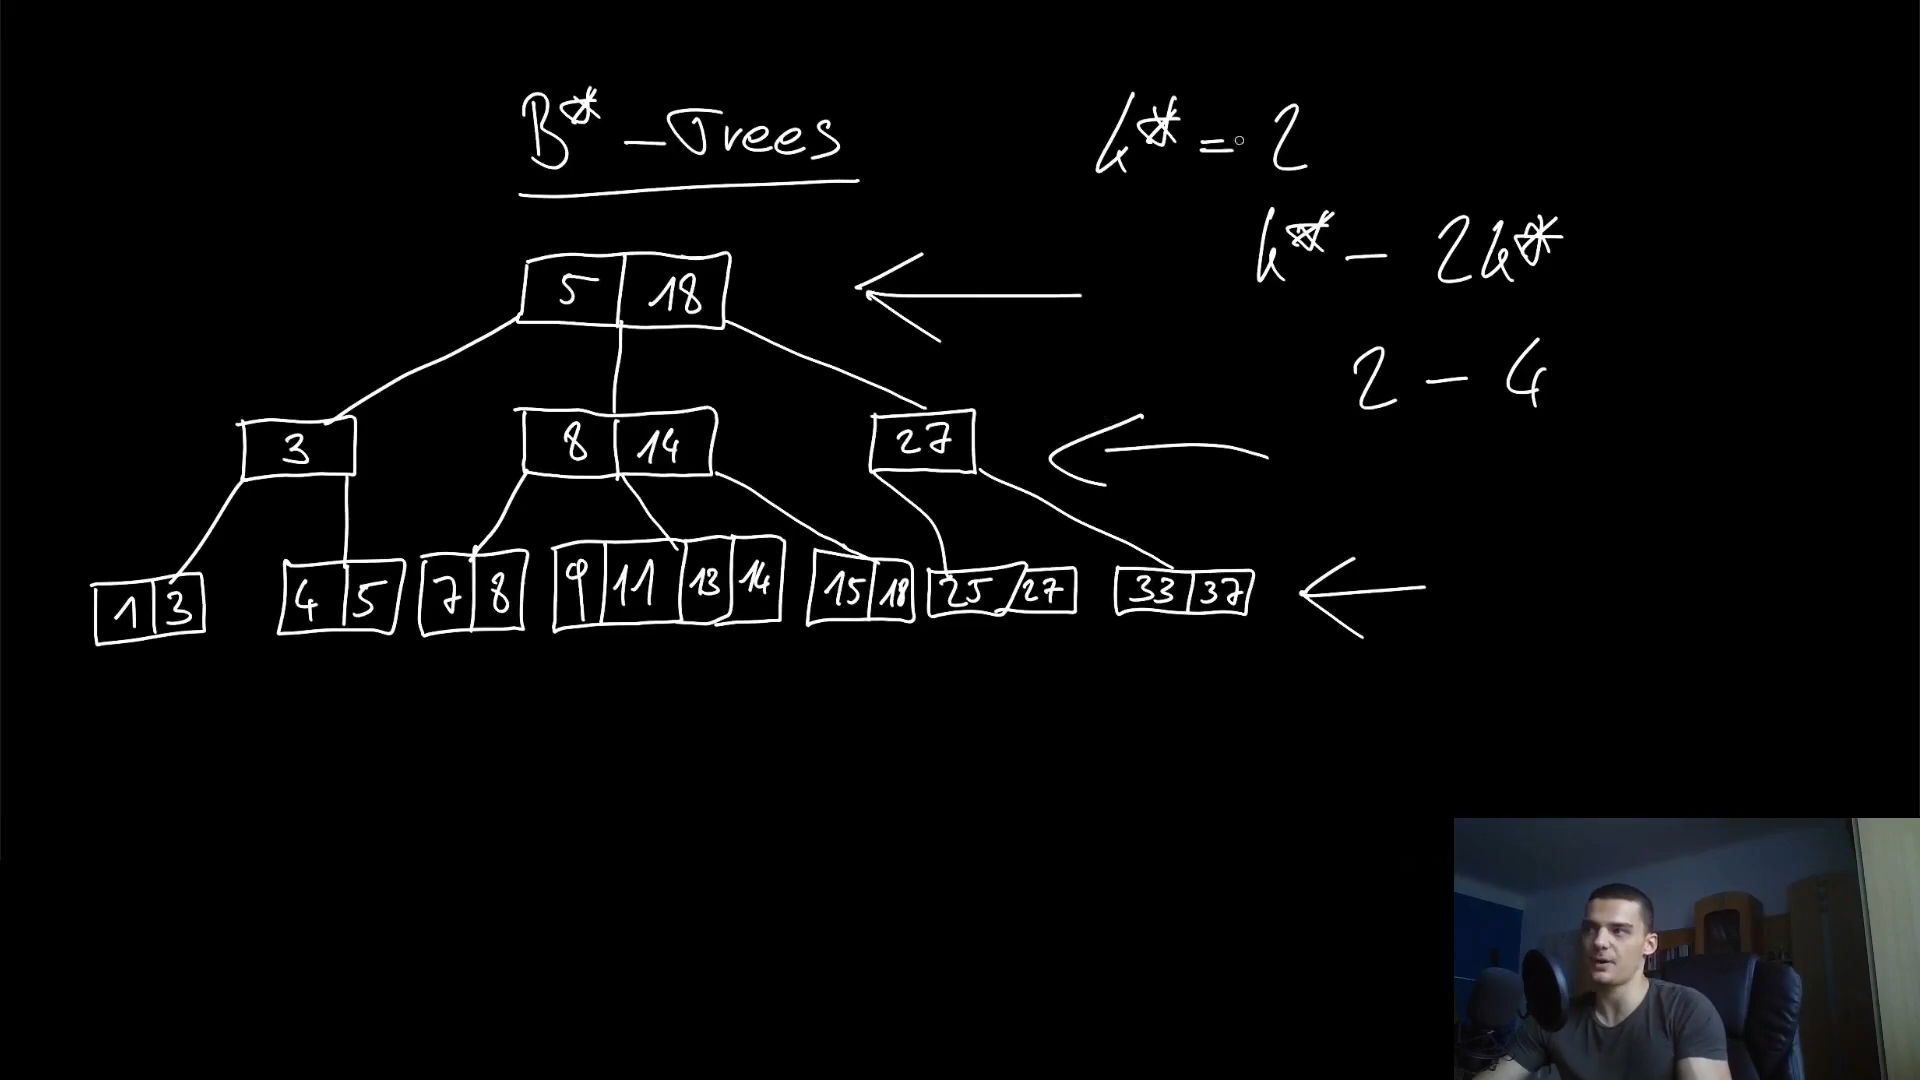 B* - Trees
k* = 2
k* - 2k*
2 - 4
5 18
3
8 14
27
1 3
4 5
7 8
9 11 13 14
15 18
25 27
33 37